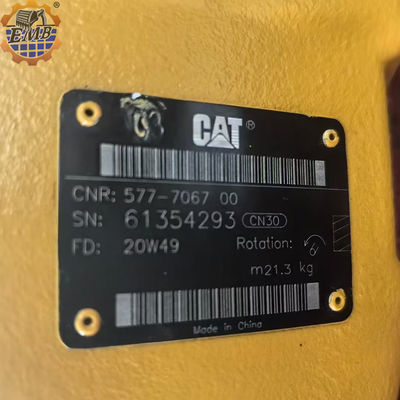 EMB
CAT®
CNR: 577-7067 00
SN: 61354293 CN30
FD: 20W49 Rotation:
m21.3 kg
Made in China